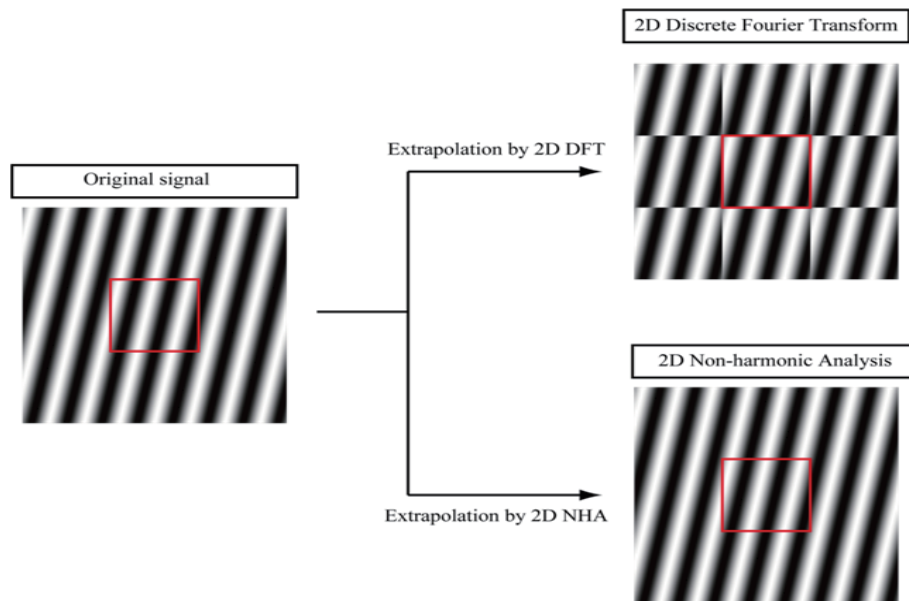 2D Discrete Fourier Transform
Extrapolation by 2D DFT
Original signal
2D Non-harmonic Analysis
Extrapolation by 2D NHA